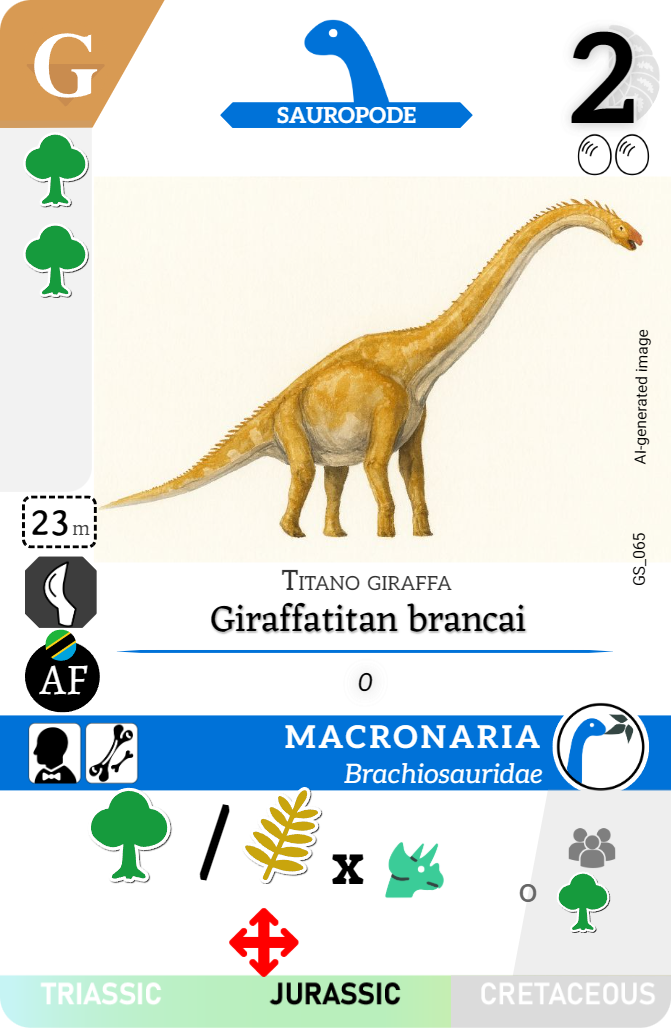 G
SAUROPODE
2
23 m
AF
AI-generated image
GS_065
Titano giraffa
Giraffatitan brancai
0
MACRONARIA
Brachiosauridae
/
x
o
TRIASSIC JURASSIC CRETACEOUS